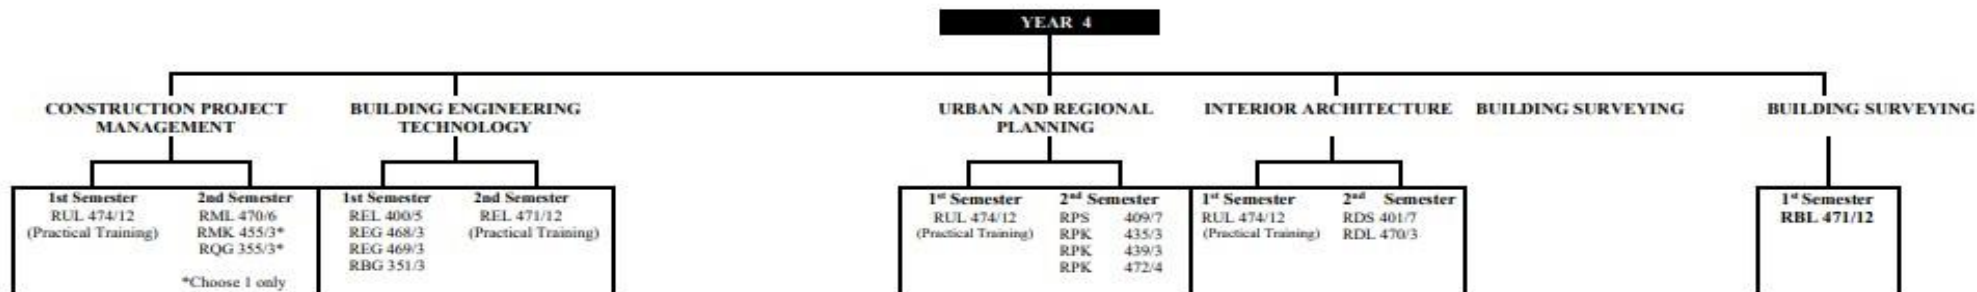 YEAR 4
CONSTRUCTION PROJECT
MANAGEMENT
1st Semester
RUL 474/12
(Practical Training)
2nd Semester
RML 470/6
RMK 455/3*
RQG 355/3*
*Choose 1 only
BUILDING ENGINEERING
TECHNOLOGY
1st Semester
REL 400/5
REG 468/3
REG 469/3
RBG 351/3
2nd Semester
REL 471/12
(Practical Training)
URBAN AND REGIONAL
PLANNING
1st Semester
RUL 474/12
(Practical Training)
2nd Semester
RPS 409/7
RPK 435/3
RPK 439/3
RPK 472/4
INTERIOR ARCHITECTURE
1st Semester
RUL 474/12
(Practical Training)
2nd Semester
RDS 401/7
RDL 470/3
BUILDING SURVEYING
BUILDING SURVEYING
1st Semester
RBL 471/12